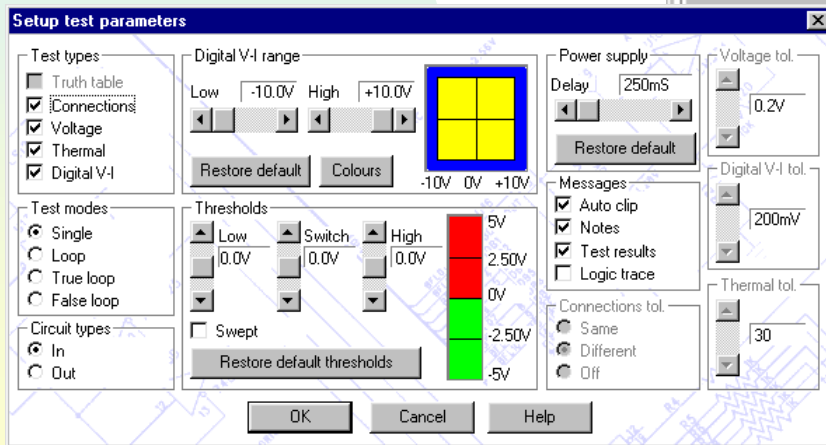 Setup test parameters
Test types
Truth table
Connections
Voltage
Thermal
Digital V-I
Digital V-I range
Low -10.0V High +10.0V
Restore default Colours
-10V 0V +10V
Power supply
Delay 250mS
Restore default
Voltage tol.
0.2V
Test modes
Single
Loop
True loop
False loop
Thresholds
Low Switch High
0.0V 0.0V 0.0V
Swept
Restore default thresholds
5V
2.50V
0V
-2.50V
-5V
Messages
Auto clip
Notes
Test results
Logic trace
Digital V-I tol.
200mV
Circuit types
In
Out
Connections tol.
Same
Different
Off
Thermal tol.
30
OK Cancel Help